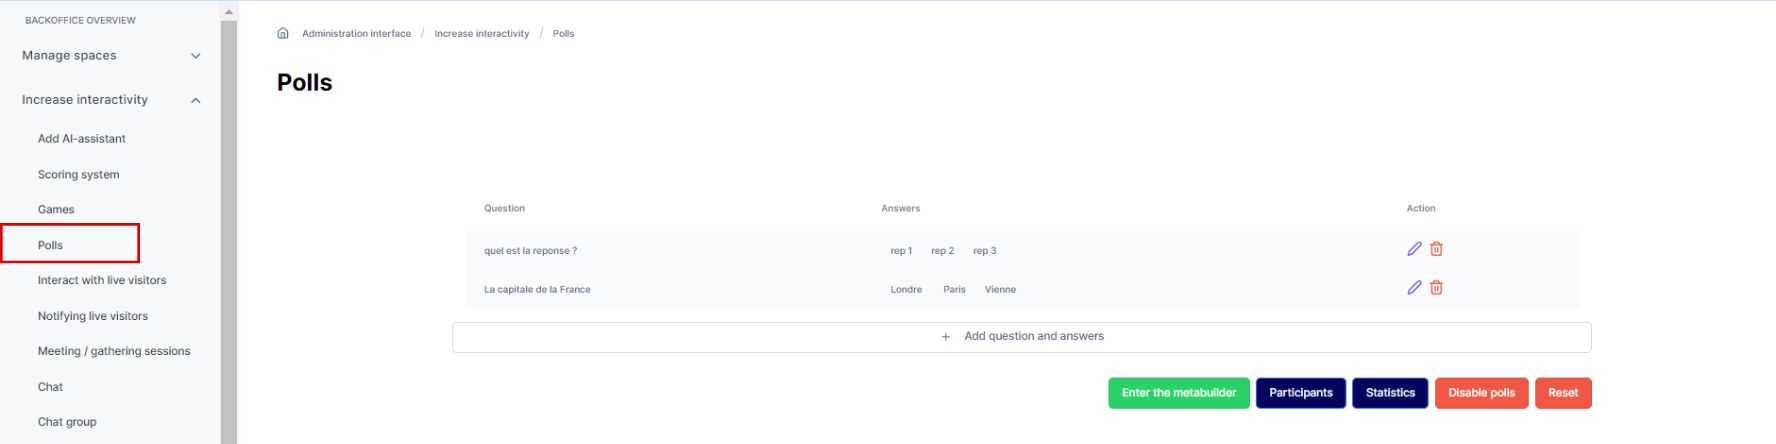 BACKOFFICE OVERVIEW
Manage spaces
Increase interactivity
Add AI-assistant
Scoring system
Games
Polls
Interact with live visitors
Notifying live visitors
Meeting / gathering sessions
Chat
Chat group
Administration interface / Increase interactivity / Polls
Polls
Question Answers Action
quel est la reponse ? rep 1 rep 2 rep 3
La capitale de la France Londre Paris Vienne
+ Add question and answers
Enter the metabuilder Participants Statistics Disable polls Reset